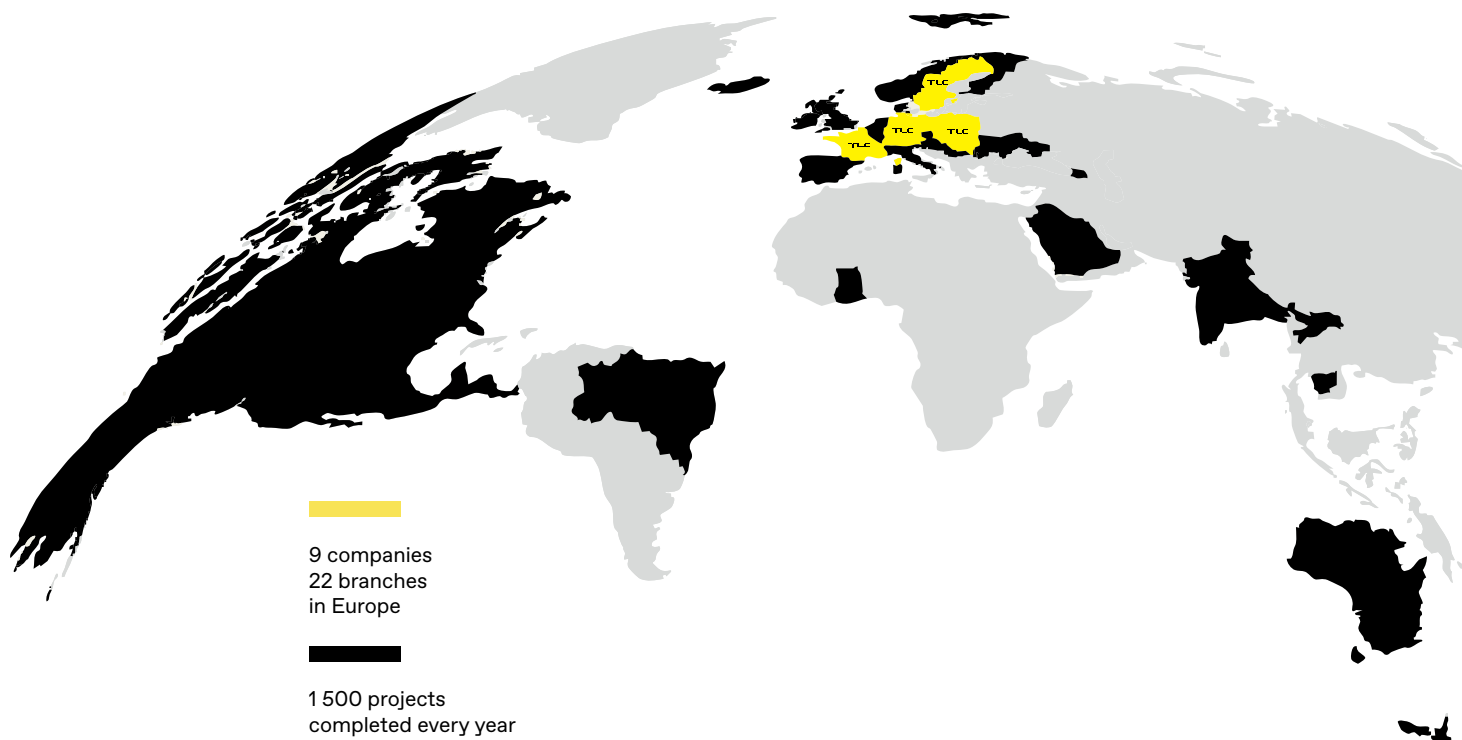 TLC
TLC
TLC
TLC
9 companies
22 branches
in Europe
1 500 projects
completed every year